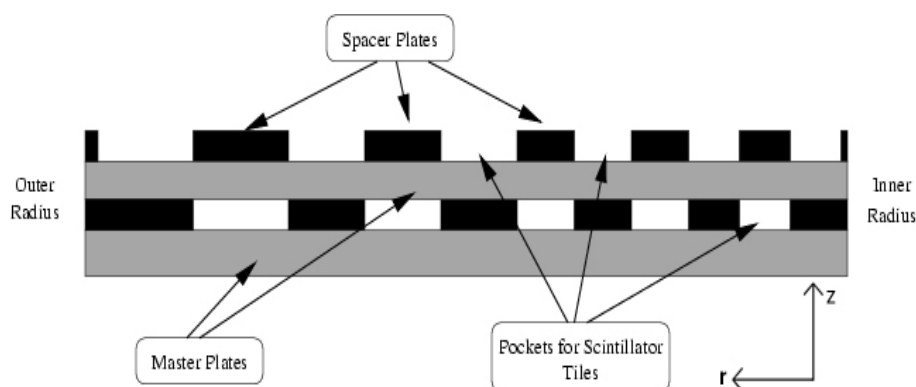 Spacer Plates
Outer
Radius
Inner
Radius
z
Master Plates
Pockets for Scintillator
Tiles
r